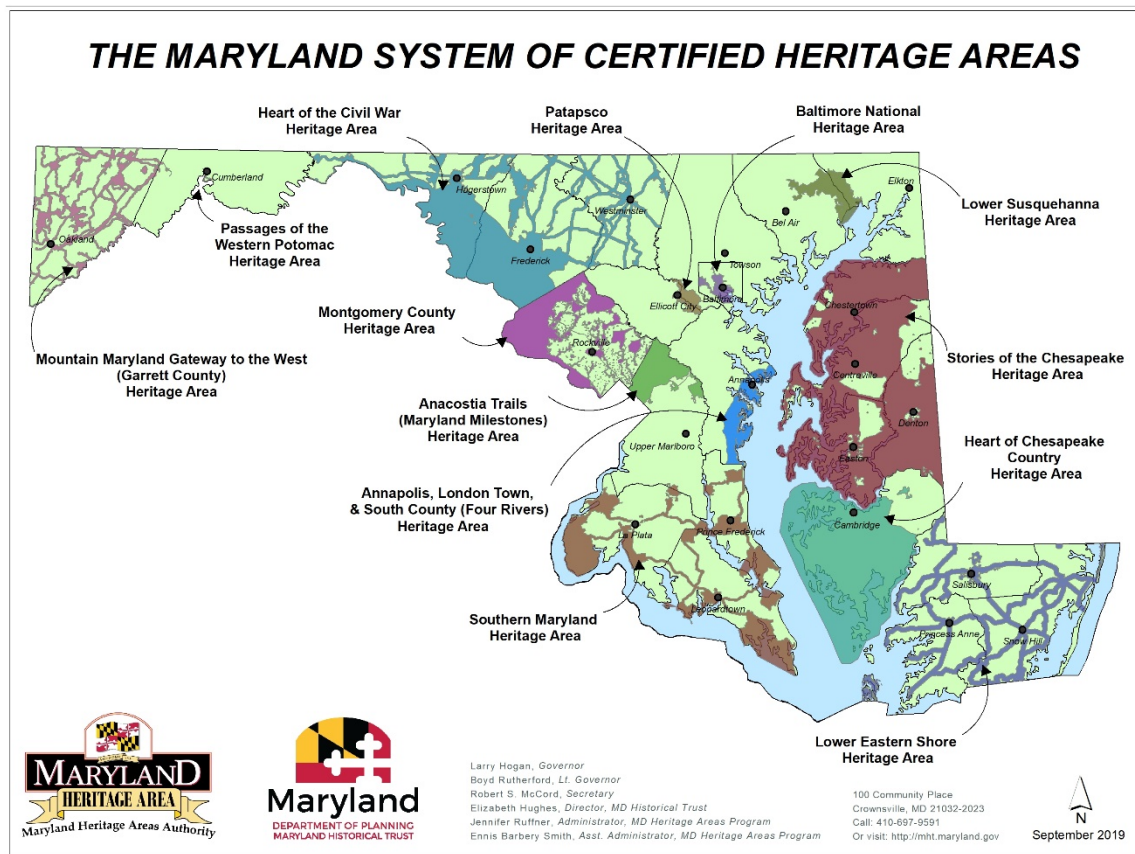 THE MARYLAND SYSTEM OF CERTIFIED HERITAGE AREAS
Heart of the Civil War
Heritage Area
Patapsco
Heritage Area
Baltimore National
Heritage Area
Cumberland
Hagerstown
Westminster
Bel Air
Elkton
Lower Susquehanna
Heritage Area
Passages of the
Western Potomac
Heritage Area
Oakland
Frederick
Towson
Ellicott City
Baltimore
Chestertown
Montgomery County
Heritage Area
Rockville
Mountain Maryland Gateway to the West
(Garrett County)
Heritage Area
Stories of the Chesapeake
Heritage Area
Centreville
Annapolis
Anacostia Trails
(Maryland Milestones)
Heritage Area
Denton
Upper Marlboro
Easton
Heart of Chesapeake
Country
Heritage Area
Annapolis, London Town,
& South County (Four Rivers)
Heritage Area
La Plata
Prince Frederick
Cambridge
Salisbury
Leonardtown
Southern Maryland
Heritage Area
Princess Anne
Snow Hill
Lower Eastern Shore
Heritage Area
MARYLAND
HERITAGE AREA
Maryland Heritage Areas Authority
Maryland
DEPARTMENT OF PLANNING
MARYLAND HISTORICAL TRUST
Larry Hogan, Governor
Boyd Rutherford, Lt. Governor
Robert S. McCord, Secretary
Elizabeth Hughes, Director, MD Historical Trust
Jennifer Ruffner, Administrator, MD Heritage Areas Program
Ennis Barbery Smith, Asst. Administrator, MD Heritage Areas Program
100 Community Place
Crownsville, MD 21032-2023
Call: 410-697-9591
Or visit: http://mht.maryland.gov
N
September 2019